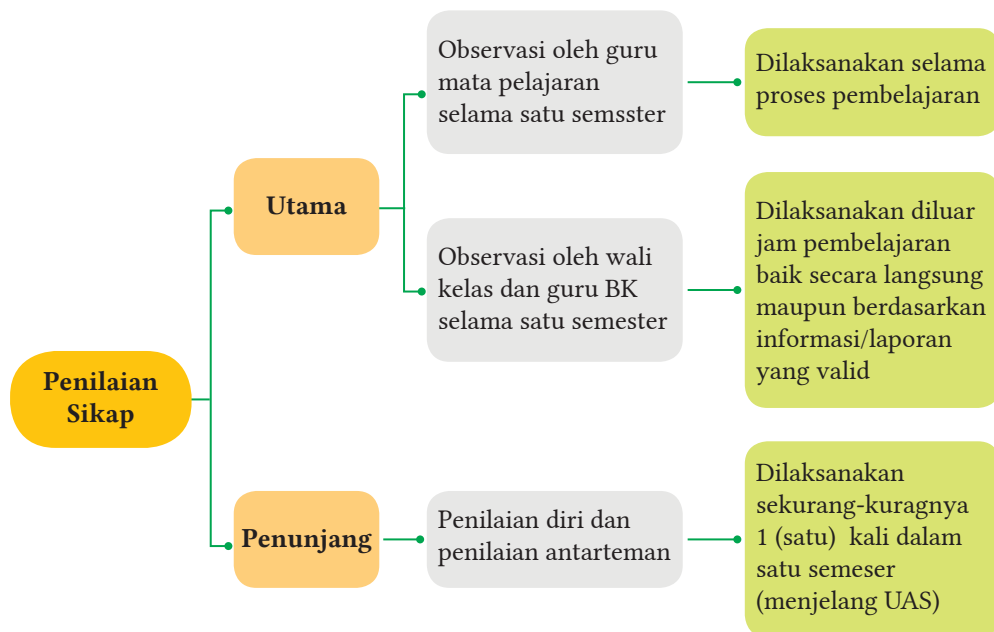 Penilaian
Sikap
Utama
Observasi oleh guru
mata pelajaran
selama satu semsster
Dilaksanakan selama
proses pembelajaran
Observasi oleh wali
kelas dan guru BK
selama satu semester
Dilaksanakan diluar
jam pembelajaran
baik secara langsung
maupun berdasarkan
informasi/laporan
yang valid
Penunjang
Penilaian diri dan
penilaian antarteman
Dilaksanakan
sekurang-kuragnya
1 (satu) kali dalam
satu semeser
(menjelang UAS)